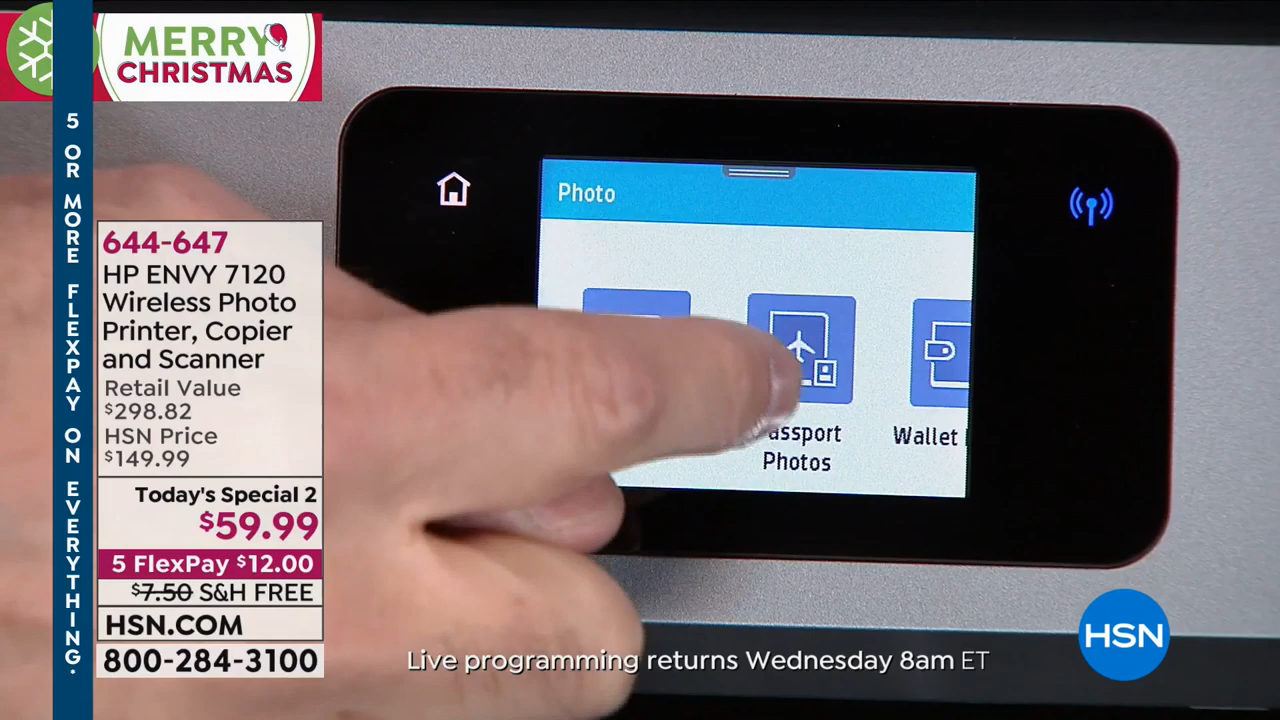 MERRY
CHRISTMAS
5 OR MORE FLEXPAY ON EVERYTHING.
644-647
HP ENVY 7120
Wireless Photo
Printer, Copier
and Scanner
Retail Value
$298.82
HSN Price
$149.99
Today's Special 2
$59.99
5 FlexPay $12.00
$7.50 S&H FREE
HSN.COM
800-284-3100
Photo
Photos
Wallet
Live programming returns Wednesday 8am ET
HSN